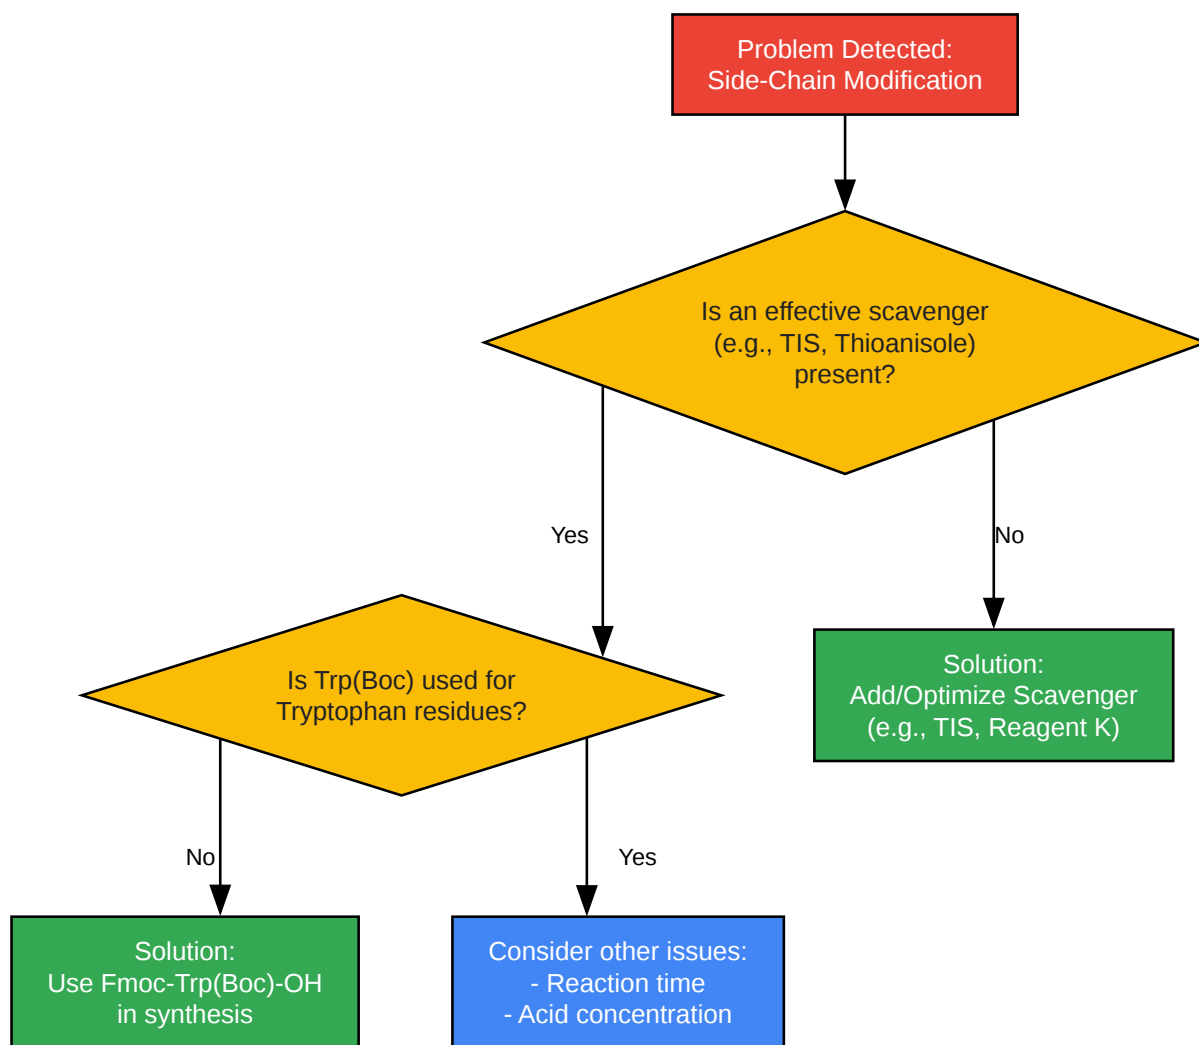 Problem Detected:
Side-Chain Modification
Is an effective scavenger
(e.g., TIS, Thioanisole)
present?
Yes
No
Is Trp(Boc) used for
Tryptophan residues?
Solution:
Add/Optimize Scavenger
(e.g., TIS, Reagent K)
No
Yes
Solution:
Use Fmoc-Trp(Boc)-OH
in synthesis
Consider other issues:
- Reaction time
- Acid concentration